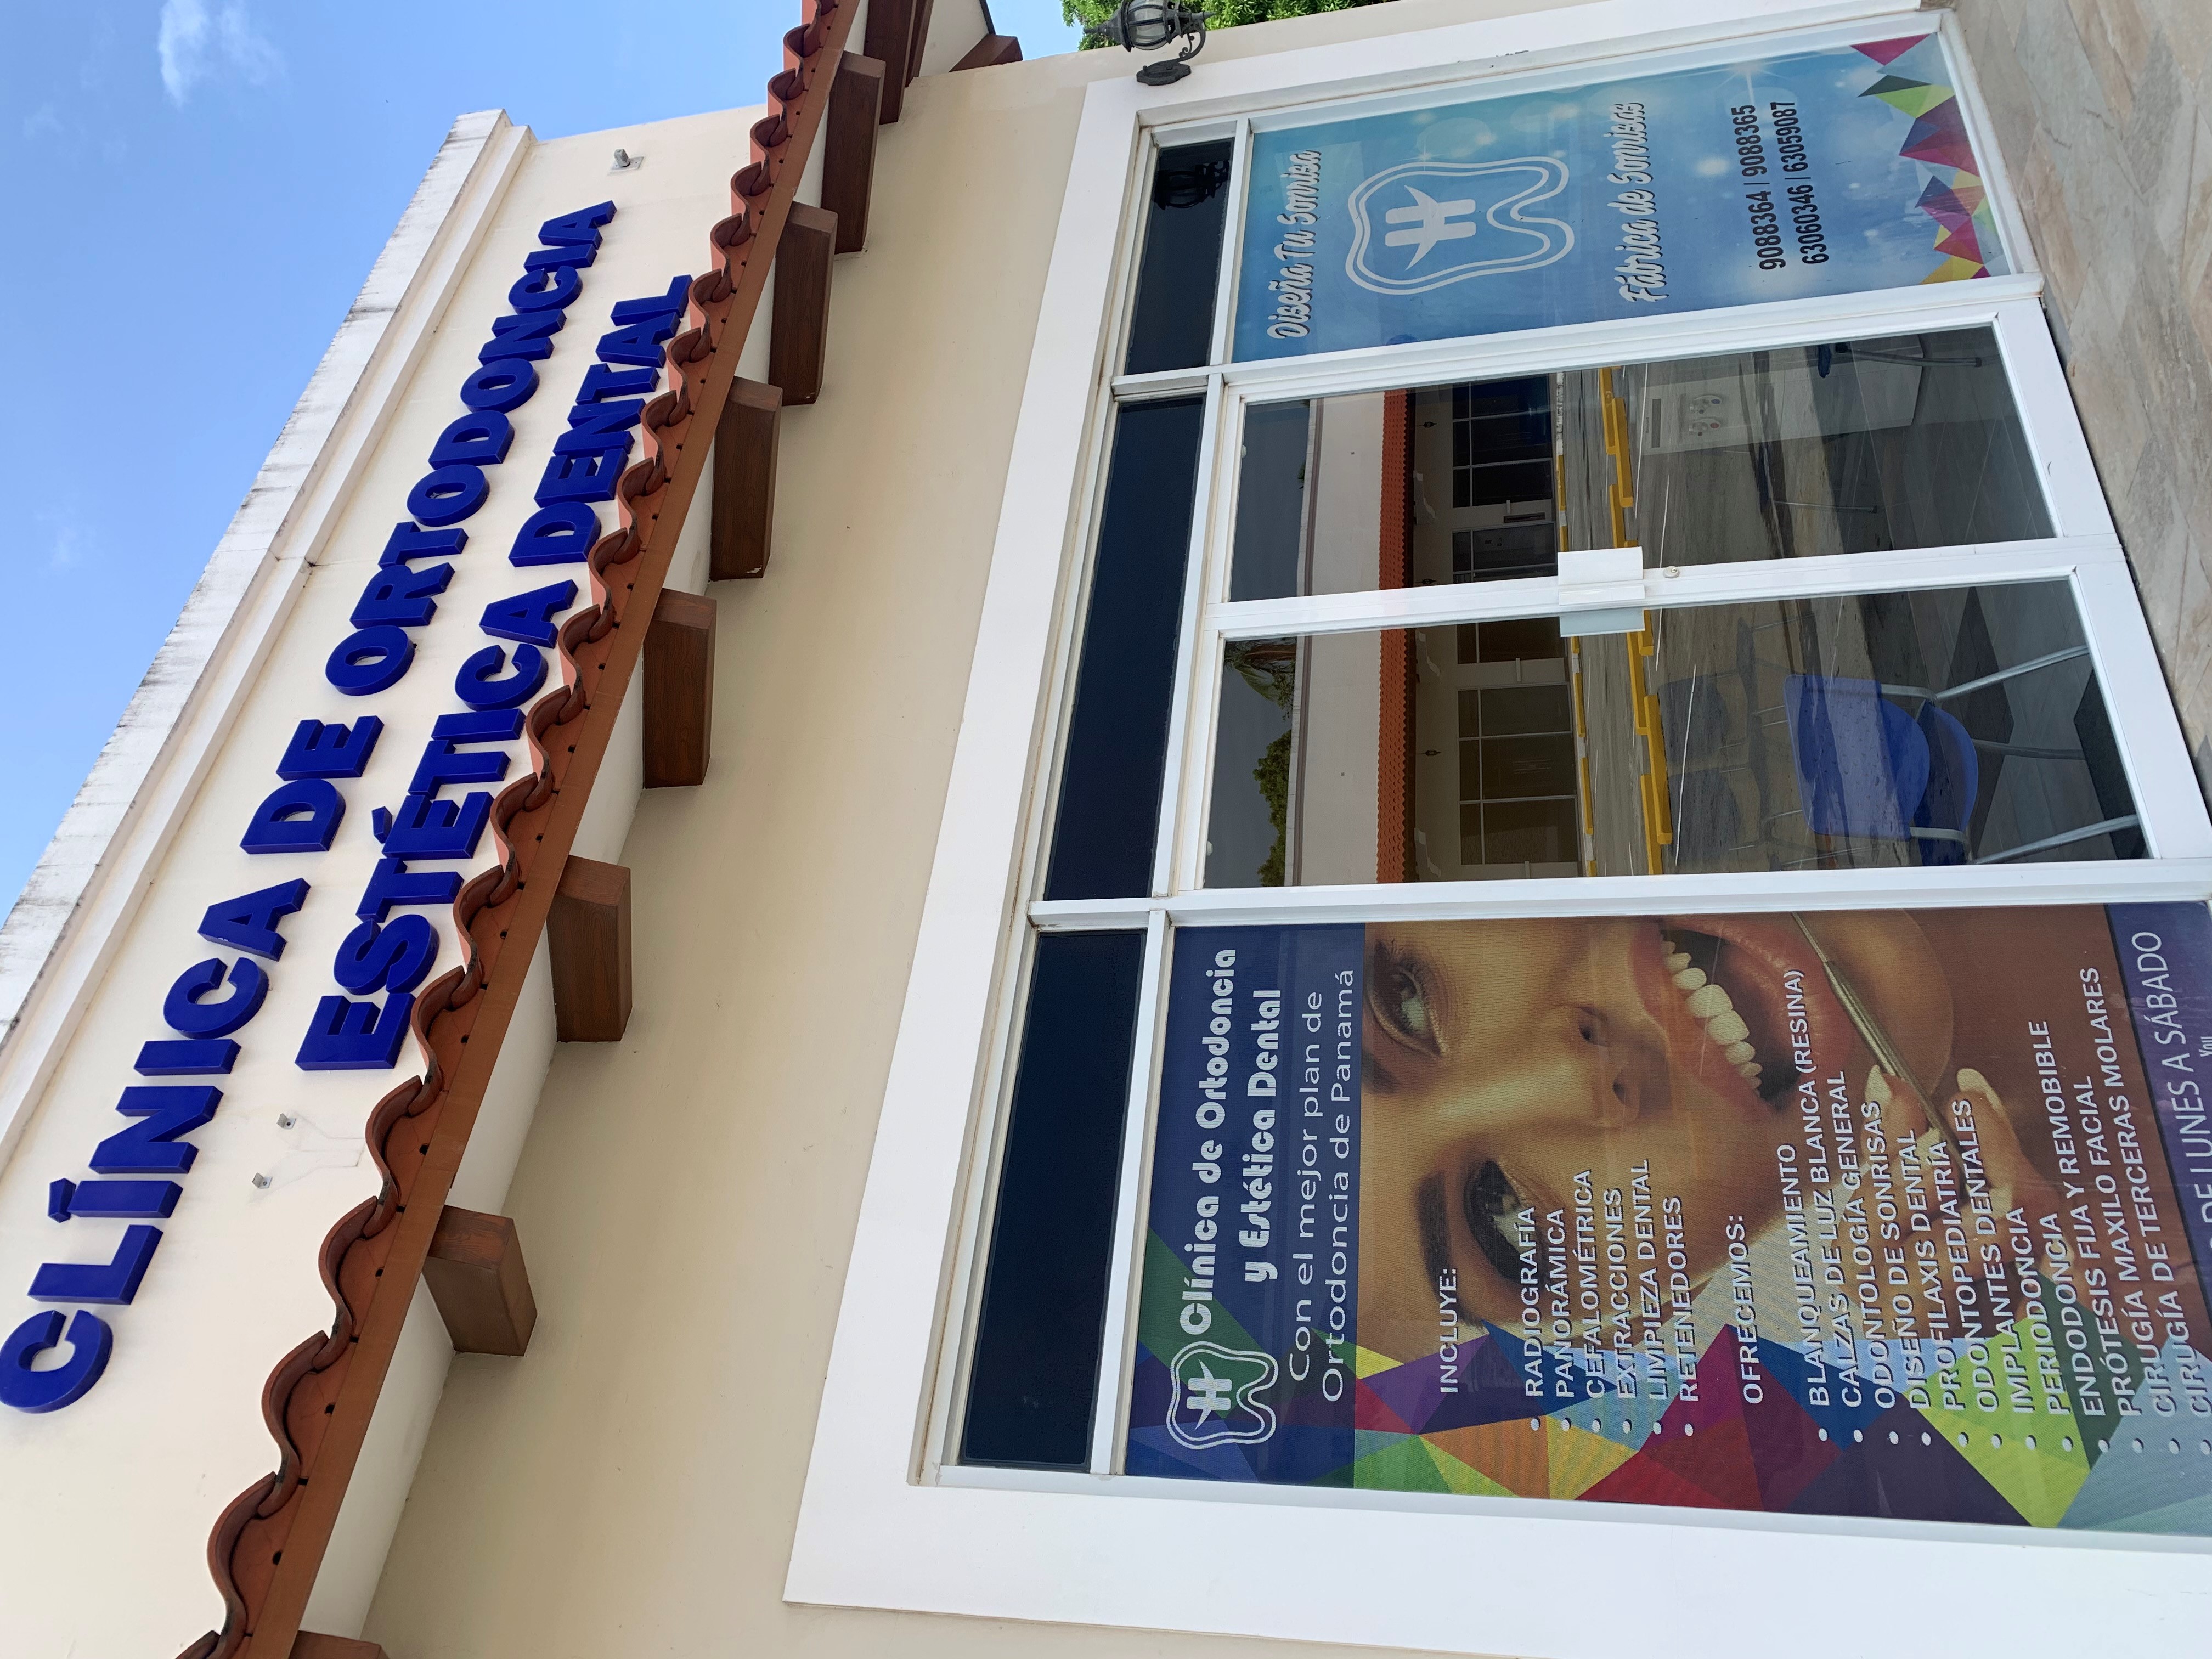 CLÍNICA DE ORTODONCIA
ESTÉTICA DENTAL
H Clínica de Ortodoncia
y Estética Dental
Con el mejor plan de
Ortodoncia de Panamá
INCLUYE:
• RADIOGRAFÍA
• PANORÁMICA
• CEFALOMÉTRICA
• EXTRACCIONES
• LIMPIEZA DENTAL
• RETENEDORES
OFRECEMOS:
• BLANQUEAMIENTO
• CALZAS DE LUZ BLANCA (RESINA)
• ODONTOLOGÍA GENERAL
• DISEÑO DE SONRISAS
• PROFILAXIS DENTAL
• ODONTOPEDIATRÍA
• IMPLANTES DENTALES
• PERIODONCIA
• ENDODONCIA
• PRÓTESIS FIJA Y REMOBIBLE
• CIRUGÍA MAXILO FACIAL
• CIRUGÍA DE TERCERAS MOLARES
DE LUNES A SÁBADO
You
Diseña Tu Sonrisa
H
Fábrica de Sonrisas
9088364 / 9088365
63060346 / 63059087